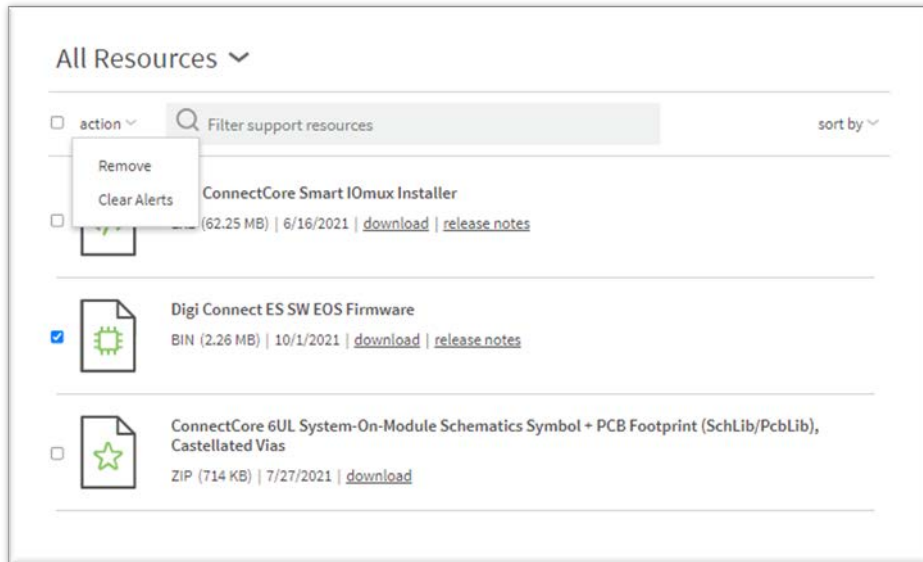 All Resources
action
Filter support resources
sort by
Remove
Clear Alerts
ConnectCore Smart IOmux Installer
(62.25 MB) | 6/16/2021 | download | release notes
Digi Connect ES SW EOS Firmware
BIN (2.26 MB) | 10/1/2021 | download | release notes
ConnectCore 6UL System-On-Module Schematics Symbol + PCB Footprint (SchLib/PcbLib),
Castellated Vias
ZIP (714 KB) | 7/27/2021 | download